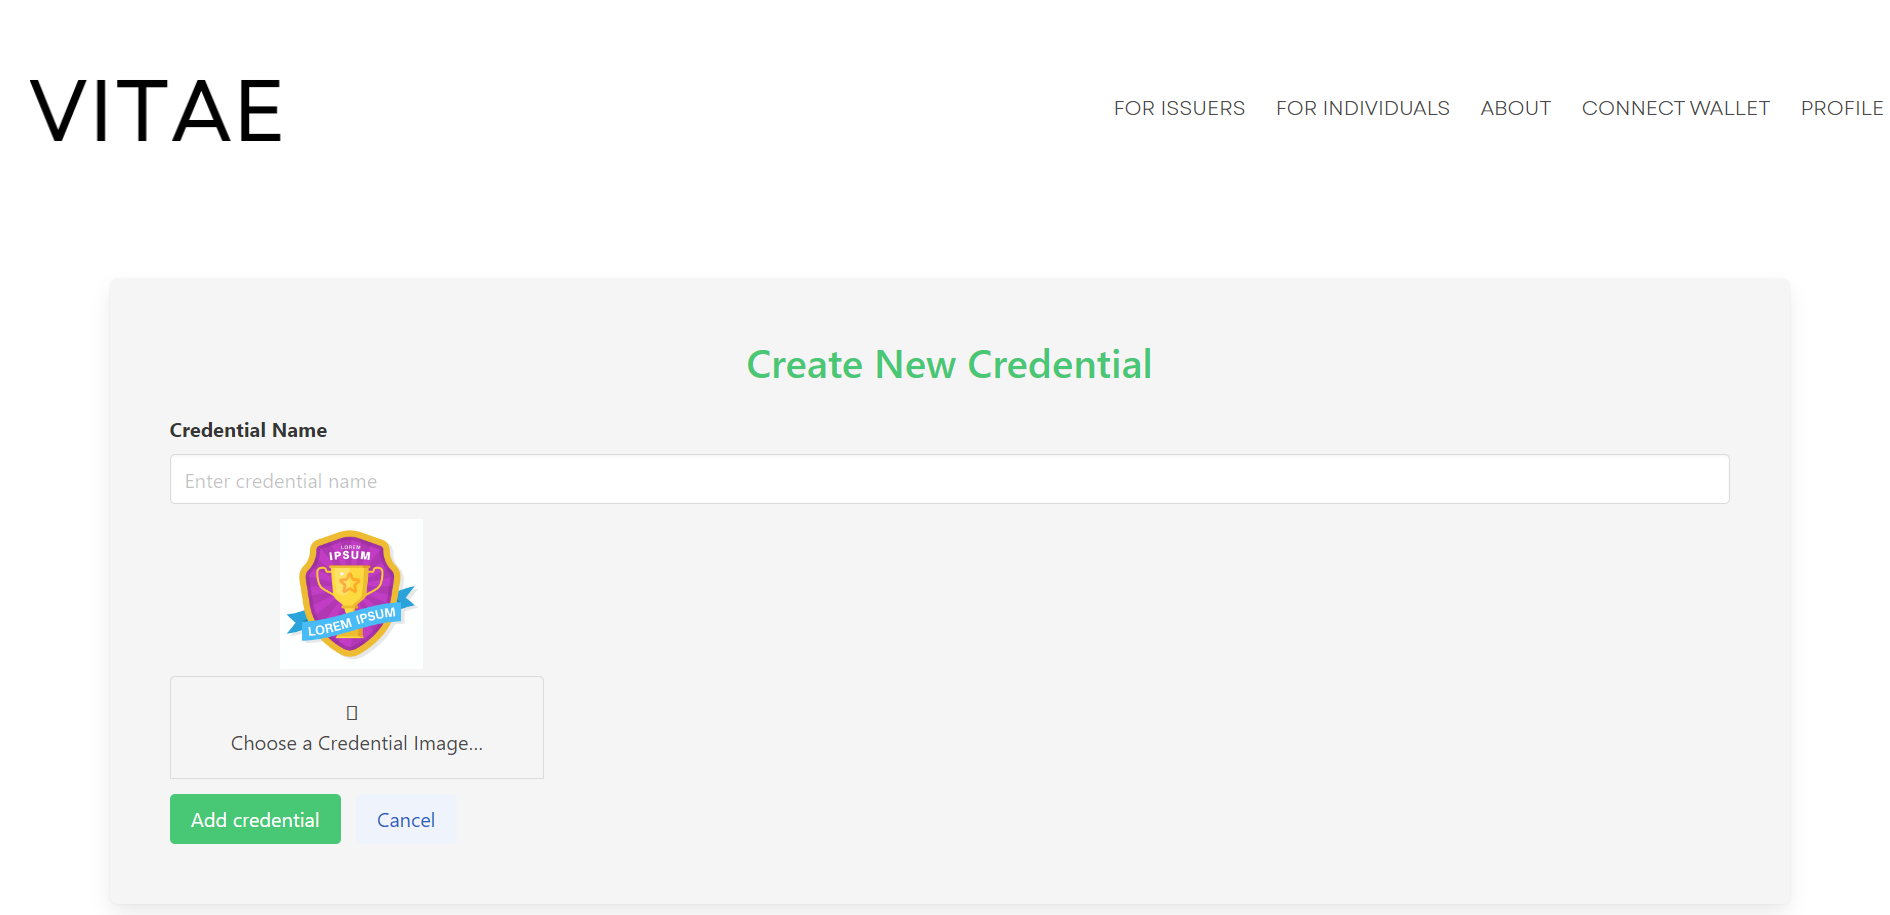 VITAE
FOR ISSUERS FOR INDIVIDUALS ABOUT CONNECT WALLET PROFILE
Create New Credential
Credential Name
Enter credential name
LOREM
IPSUM
LOREM IPSUM
Choose a Credential Image...
Add credential Cancel